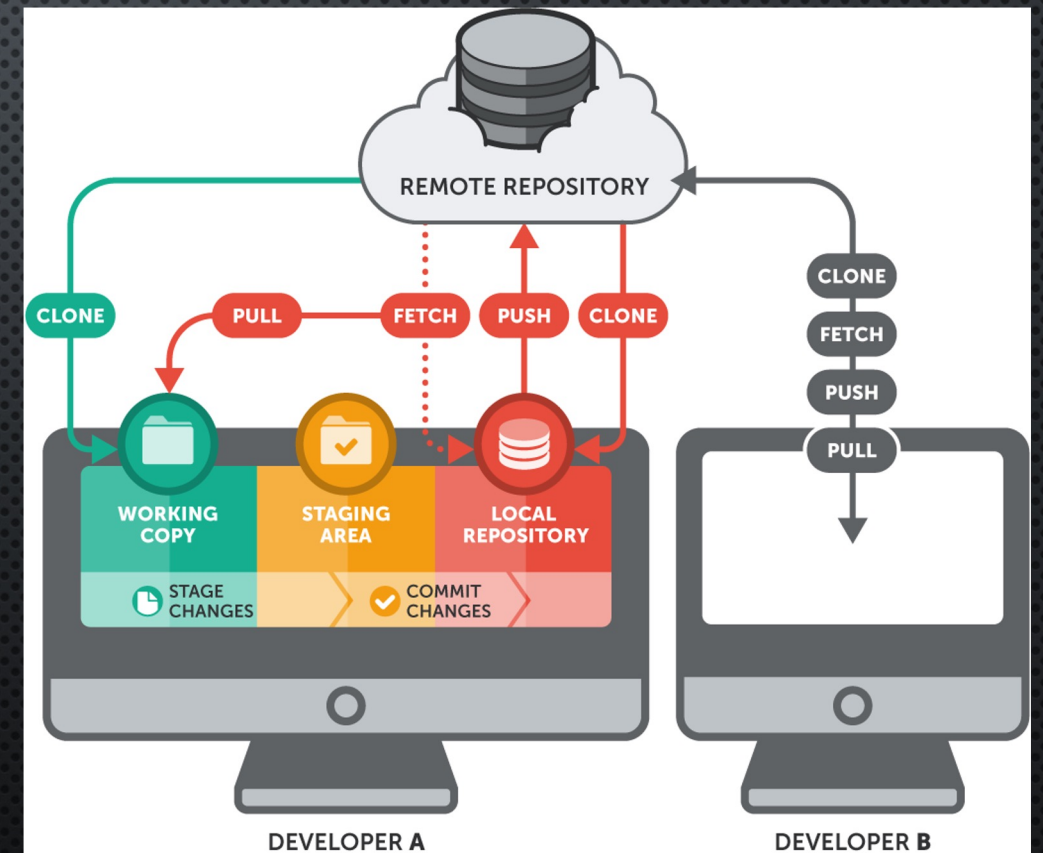 REMOTE REPOSITORY
CLONE
PULL
FETCH
PUSH
CLONE
CLONE
FETCH
PUSH
PULL
WORKING
COPY
STAGING
AREA
LOCAL
REPOSITORY
STAGE
CHANGES
COMMIT
CHANGES
DEVELOPER A
DEVELOPER B